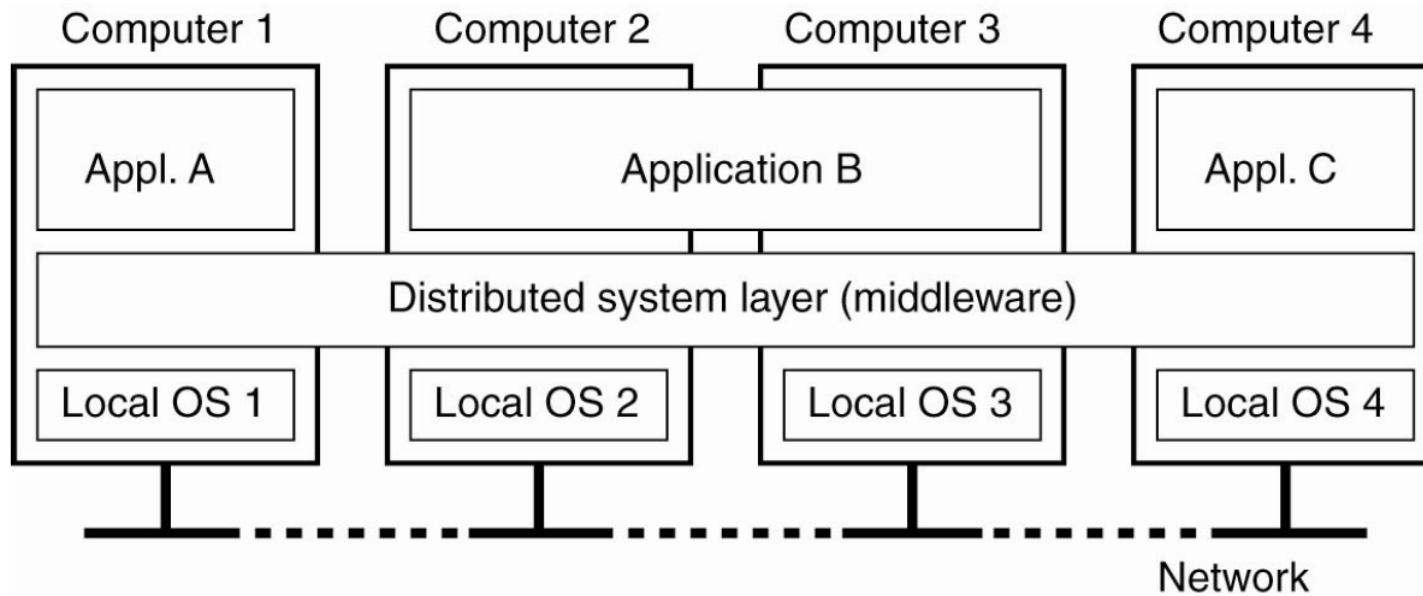 Computer 1
Computer 2
Computer 3
Computer 4
Appl. A
Application B
Appl. C
Distributed system layer (middleware)
Local OS 1
Local OS 2
Local OS 3
Local OS 4
Network